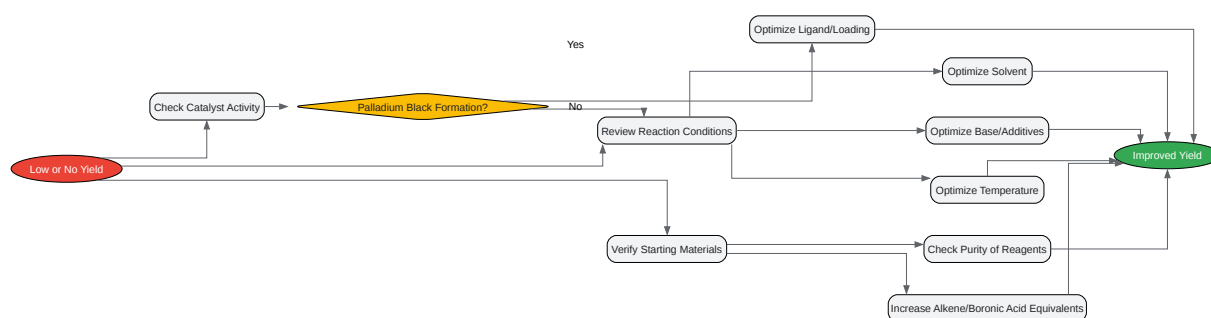 Optimize Ligand/Loading
Yes
Optimize Solvent
Check Catalyst Activity
Palladium Black Formation?
No
Review Reaction Conditions
Optimize Base/Additives
Improved Yield
Low or No Yield
Optimize Temperature
Verify Starting Materials
Check Purity of Reagents
Increase Alkene/Boronic Acid Equivalents